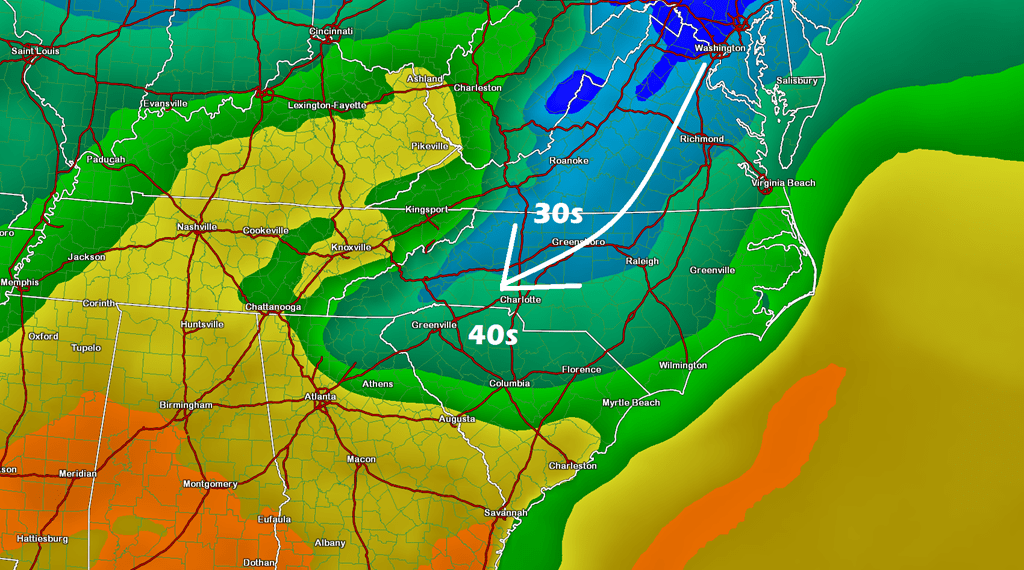 Cincinnati
Saint Louis
Washington
Ashland
Charleston
Salisbury
Evansville
Lexington-Fayette
Richmond
Pikeville
Paducah
Roanoke
Virginia Beach
Kingsport
30s
Nashville
Cookeville
oro
Knoxville
Greensboro
Jackson
Raleigh
Greenville
Memphis
Corinth
Chattanooga
Charlotte
Huntsville
Greenville
40s
Oxford
Tupelo
Wilmington
Florence
Athens
Columbia
Atlanta
Birmingham
Myrtle Beach
Augusta
Macon
Charleston
son
Meridian
Montgomery
Savannah
Eufaula
Hattiesburg
Albany
Dothan